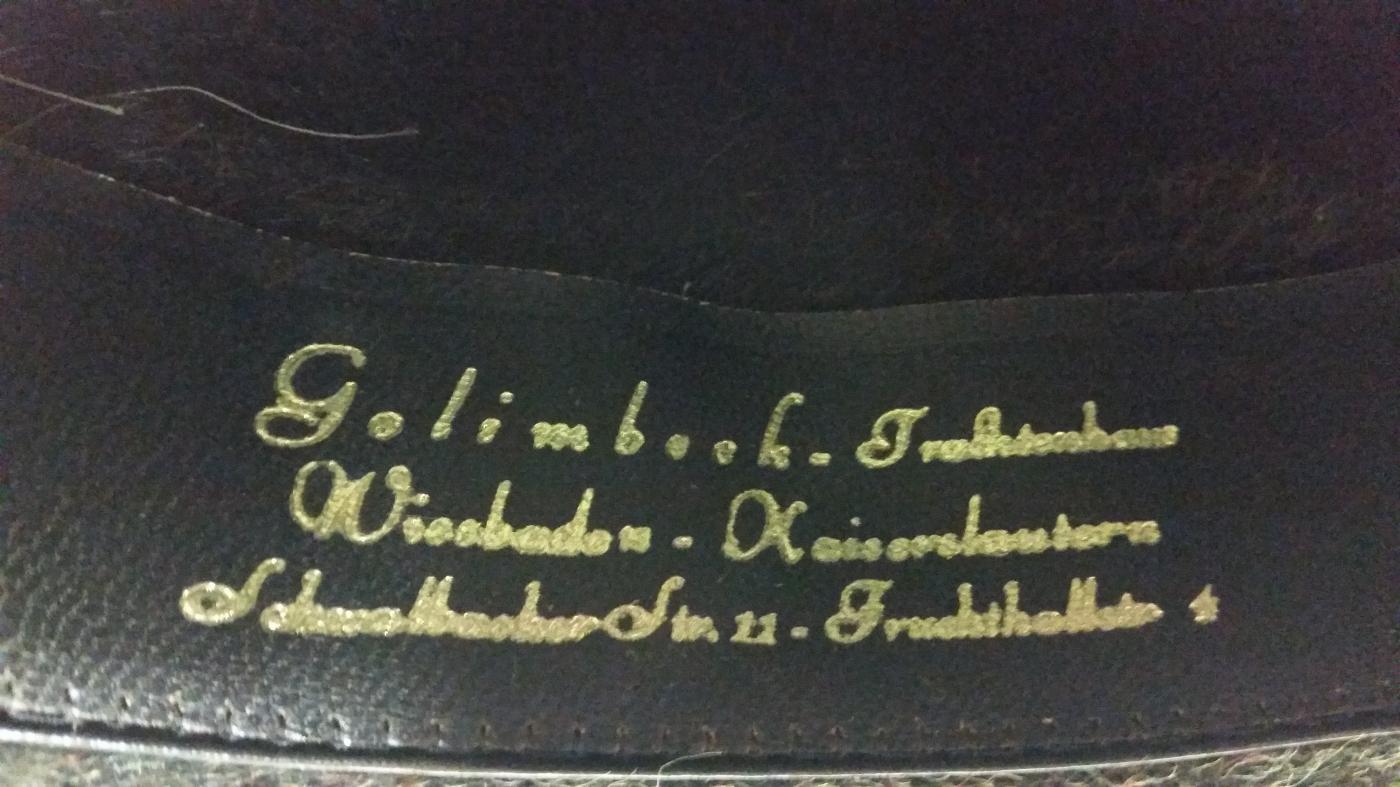 Golimbeck - Trachtenhaus
Wiesbaden - Kaiserslautern
Schwalbacher Str. 11 - Fruchthallstr. 4